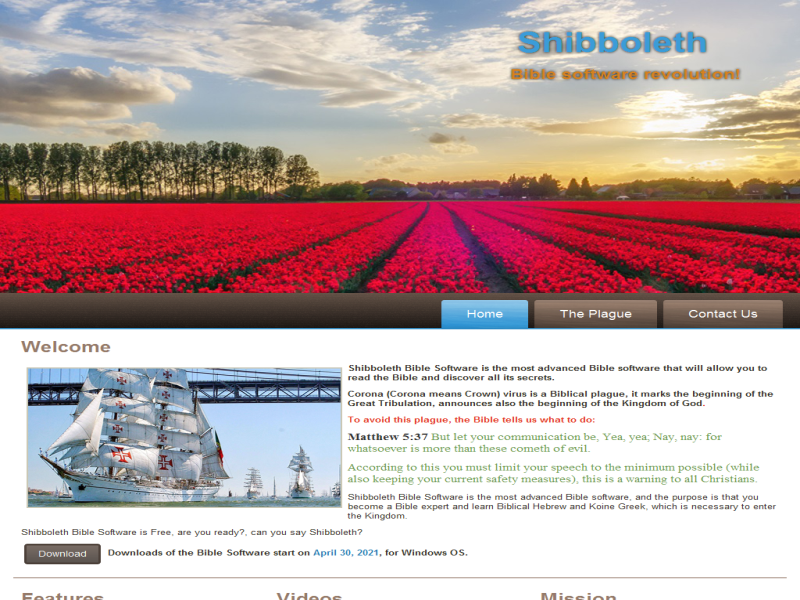 Shibboleth
Bible software revolution!
Home
The Plague
Contact Us
Welcome
Shibboleth Bible Software is the most advanced Bible software that will allow you to
read the Bible and discover all its secrets.
Corona (Corona means Crown) virus is a Biblical plague, it marks the beginning of the
Great Tribulation, announces also the beginning of the Kingdom of God.
To avoid this plague, the Bible tells us what to do:
Matthew 5:37 But let your communication be, Yea, yea; Nay, nay: for
whatsoever is more than these cometh of evil.
According to this you must limit your speech to the minimum possible (while
also keeping your current safety measures), this is a warning to all Christians.
Shibboleth Bible Software is the most advanced Bible software, and the purpose is that you
become a Bible expert and learn Biblical Hebrew and Koine Greek, which is necessary to enter
the Kingdom.
Shibboleth Bible Software is Free, are you ready?, can you say Shibboleth?
Download
Downloads of the Bible Software start on April 30, 2021, for Windows OS.
Features
Videos
Mission